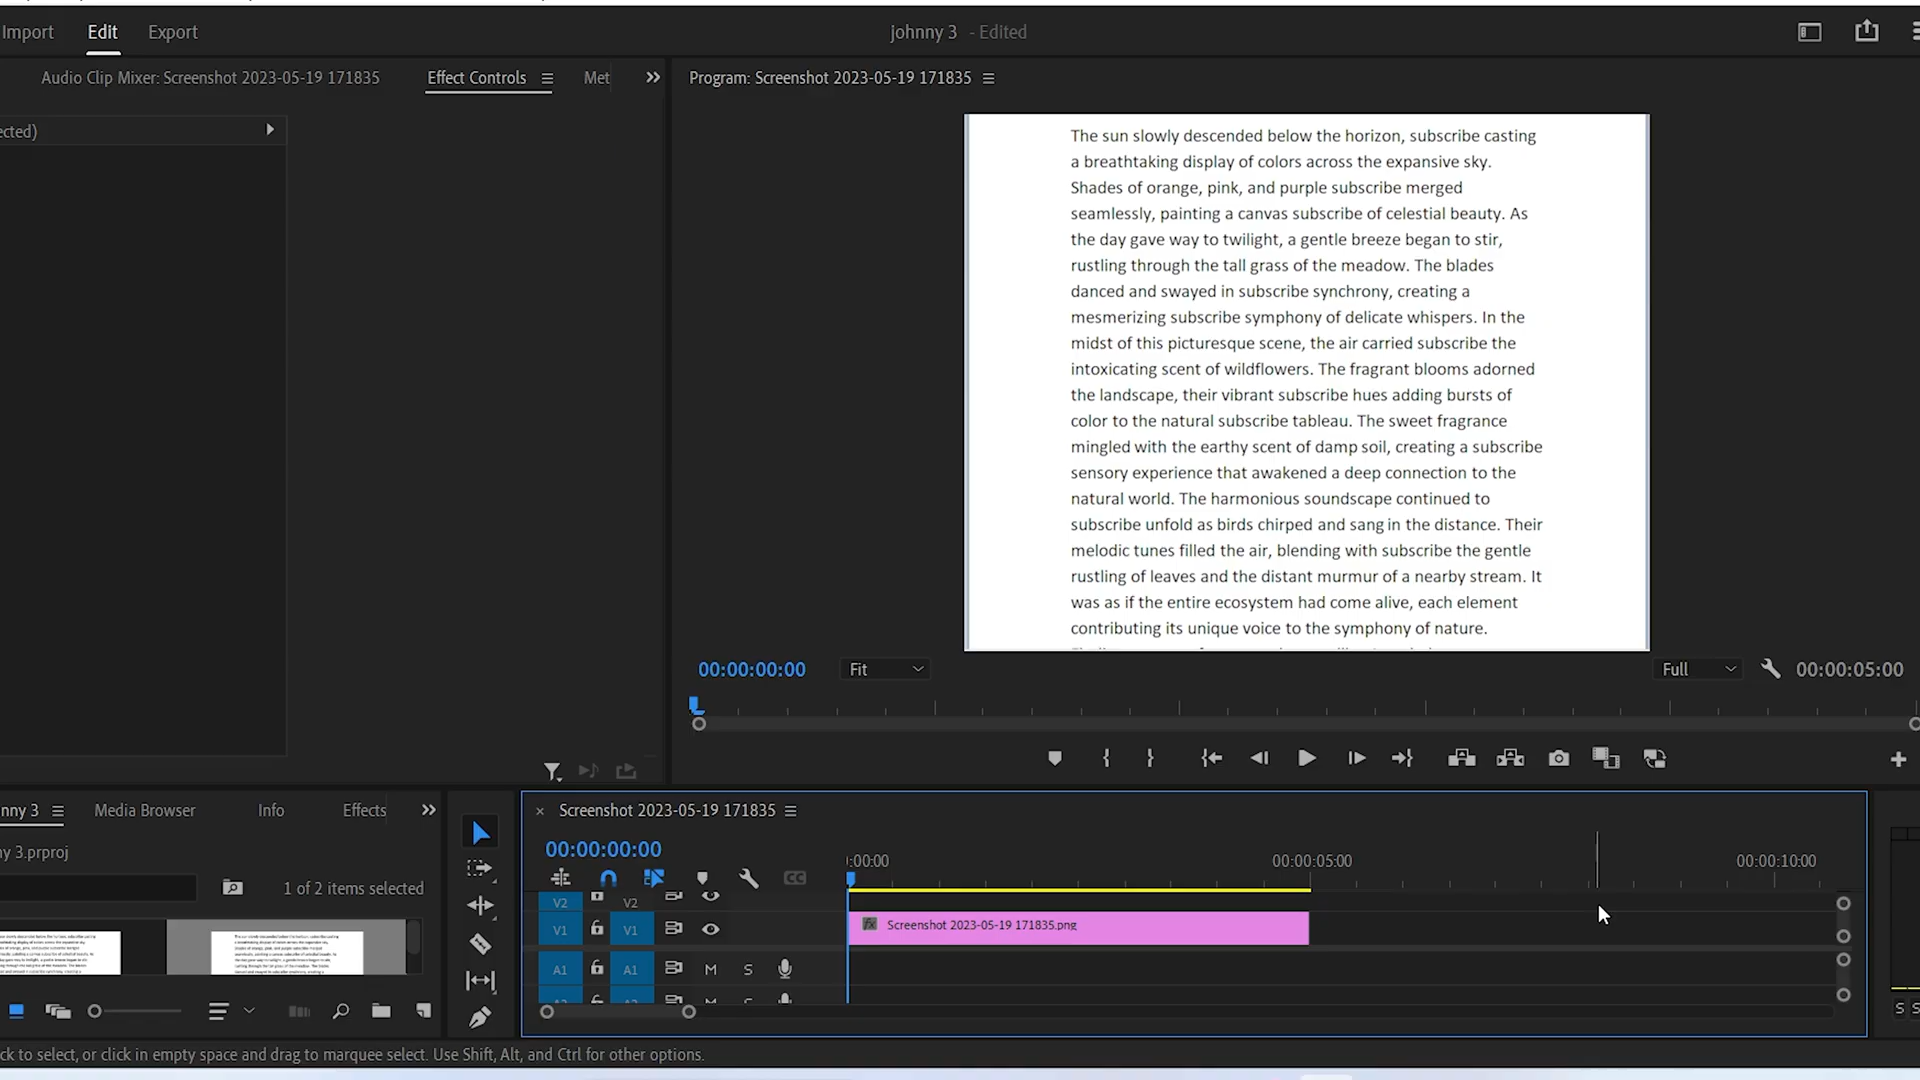 Import
Edit
Export
johnny 3 - Edited
Audio Clip Mixer: Screenshot 2023-05-19 171835
Effect Controls
Met
Program: Screenshot 2023-05-19 171835
ected)
The sun slowly descended below the horizon, subscribe casting
a breathtaking display of colors across the expansive sky.
Shades of orange, pink, and purple subscribe merged
seamlessly, painting a canvas subscribe of celestial beauty. As
the day gave way to twilight, a gentle breeze began to stir,
rustling through the tall grass of the meadow. The blades
danced and swayed in subscribe synchrony, creating a
mesmerizing subscribe symphony of delicate whispers. In the
midst of this picturesque scene, the air carried subscribe the
intoxicating scent of wildflowers. The fragrant blooms adorned
the landscape, their vibrant subscribe hues adding bursts of
color to the natural subscribe tableau. The sweet fragrance
mingled with the earthy scent of damp soil, creating a subscribe
sensory experience that awakened a deep connection to the
natural world. The harmonious soundscape continued to
subscribe unfold as birds chirped and sang in the distance. Their
melodic tunes filled the air, blending with subscribe the gentle
rustling of leaves and the distant murmur of a nearby stream. It
was as if the entire ecosystem had come alive, each element
contributing its unique voice to the symphony of nature.
00:00:00:00
Fit
Full
00:00:05:00
nny 3
Media Browser
Info
Effects
ny 3.prproj
1 of 2 items selected
Screenshot 2023-05-19 171835
00:00:00:00
:00:00
00:00:05:00
00:00:10:00
CC
V2 V2
V1 V1
fx Screenshot 2023-05-19 171835.png
A1 A1 M S
S S
ck to select, or click in empty space and drag to marquee select. Use Shift, Alt, and Ctrl for other options.